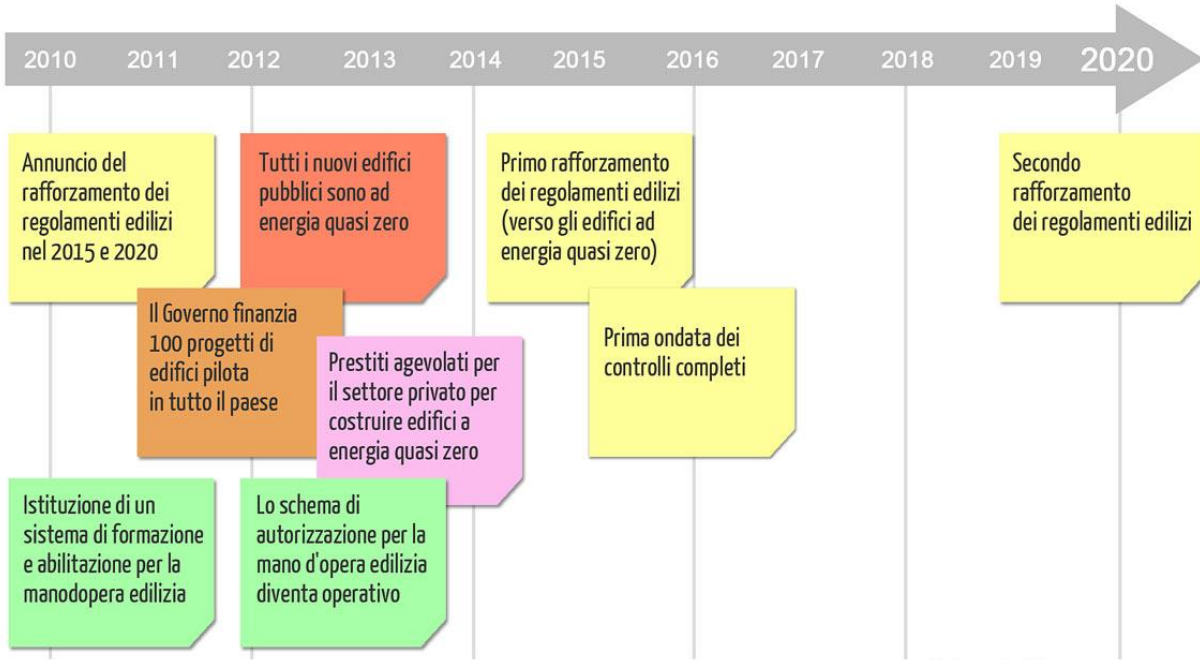 2010 2011 2012 2013 2014 2015 2016 2017 2018 2019 2020
Annuncio del
rafforzamento dei
regolamenti edilizi
nel 2015 e 2020
Tutti i nuovi edifici
pubblici sono ad
energia quasi zero
Primo rafforzamento
dei regolamenti edilizi
(verso gli edifici ad
energia quasi zero)
Secondo
rafforzamento
dei regolamenti edilizi
Il Governo finanzia
100 progetti di
edifici pilota
in tutto il paese
Prestiti agevolati per
il settore privato per
costruire edifici a
energia quasi zero
Prima ondata dei
controlli completi
Istituzione di un
sistema di formazione
e abilitazione per la
manodopera edilizia
Lo schema di
autorizzazione per la
mano d'opera edilizia
diventa operativo